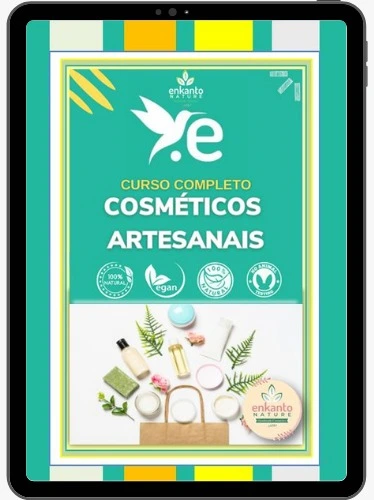 enkanto
NATURE
.e
CURSO COMPLETO
COSMÉTICOS
ARTESANAIS
100%
NATURAL
vegan
100%
NATURAL
NO ANIMAL
TESTING
enkanto
NATURE